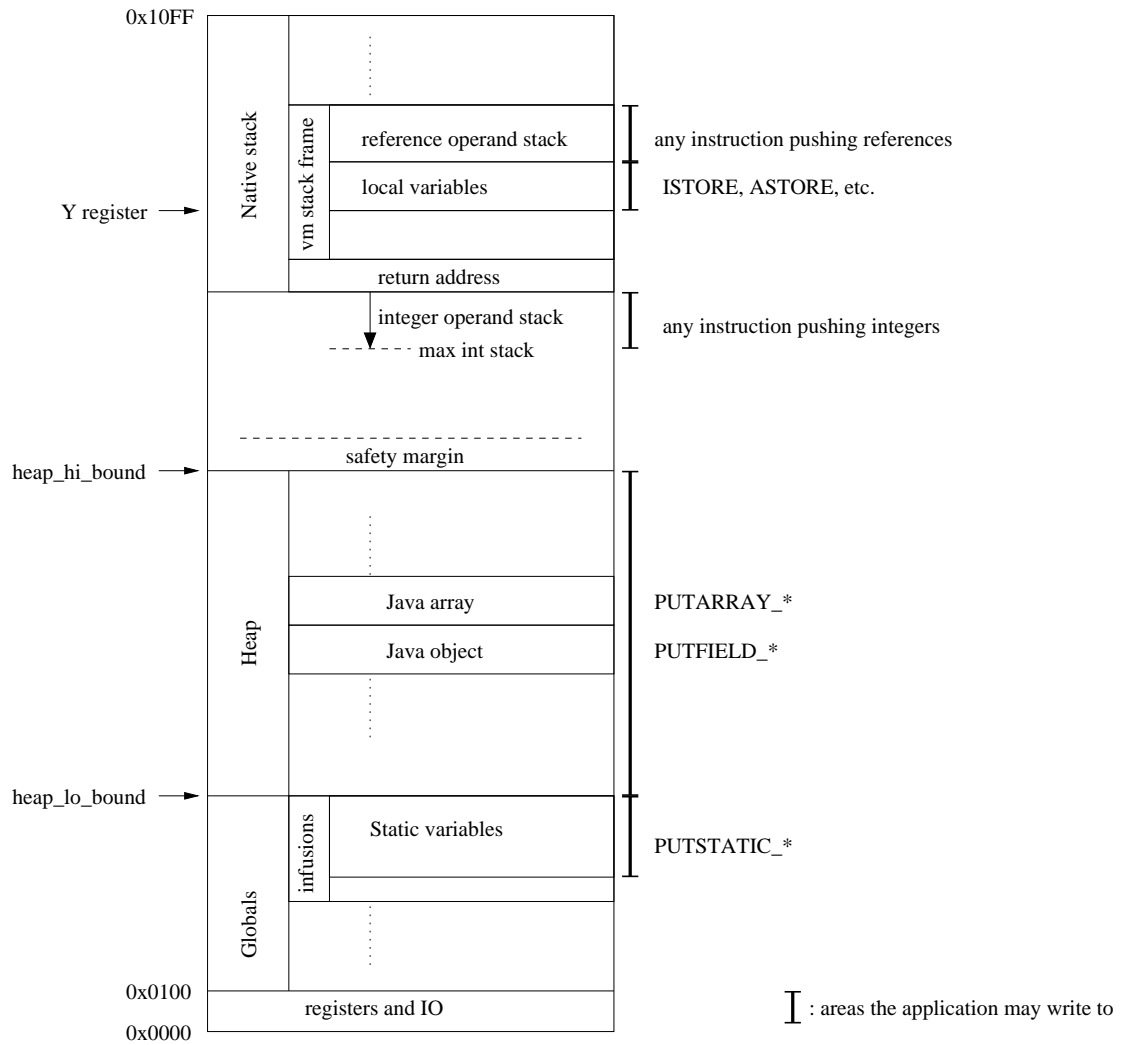 0x10FF
Native stack
vm stack frame
reference operand stack
any instruction pushing references
local variables
ISTORE, ASTORE, etc.
Y register
return address
integer operand stack
any instruction pushing integers
max int stack
safety margin
heap_hi_bound
Heap
Java array
PUTARRAY_*
Java object
PUTFIELD_*
heap_lo_bound
Globals
infusions
Static variables
PUTSTATIC_*
0x0100
registers and IO
: areas the application may write to
0x0000